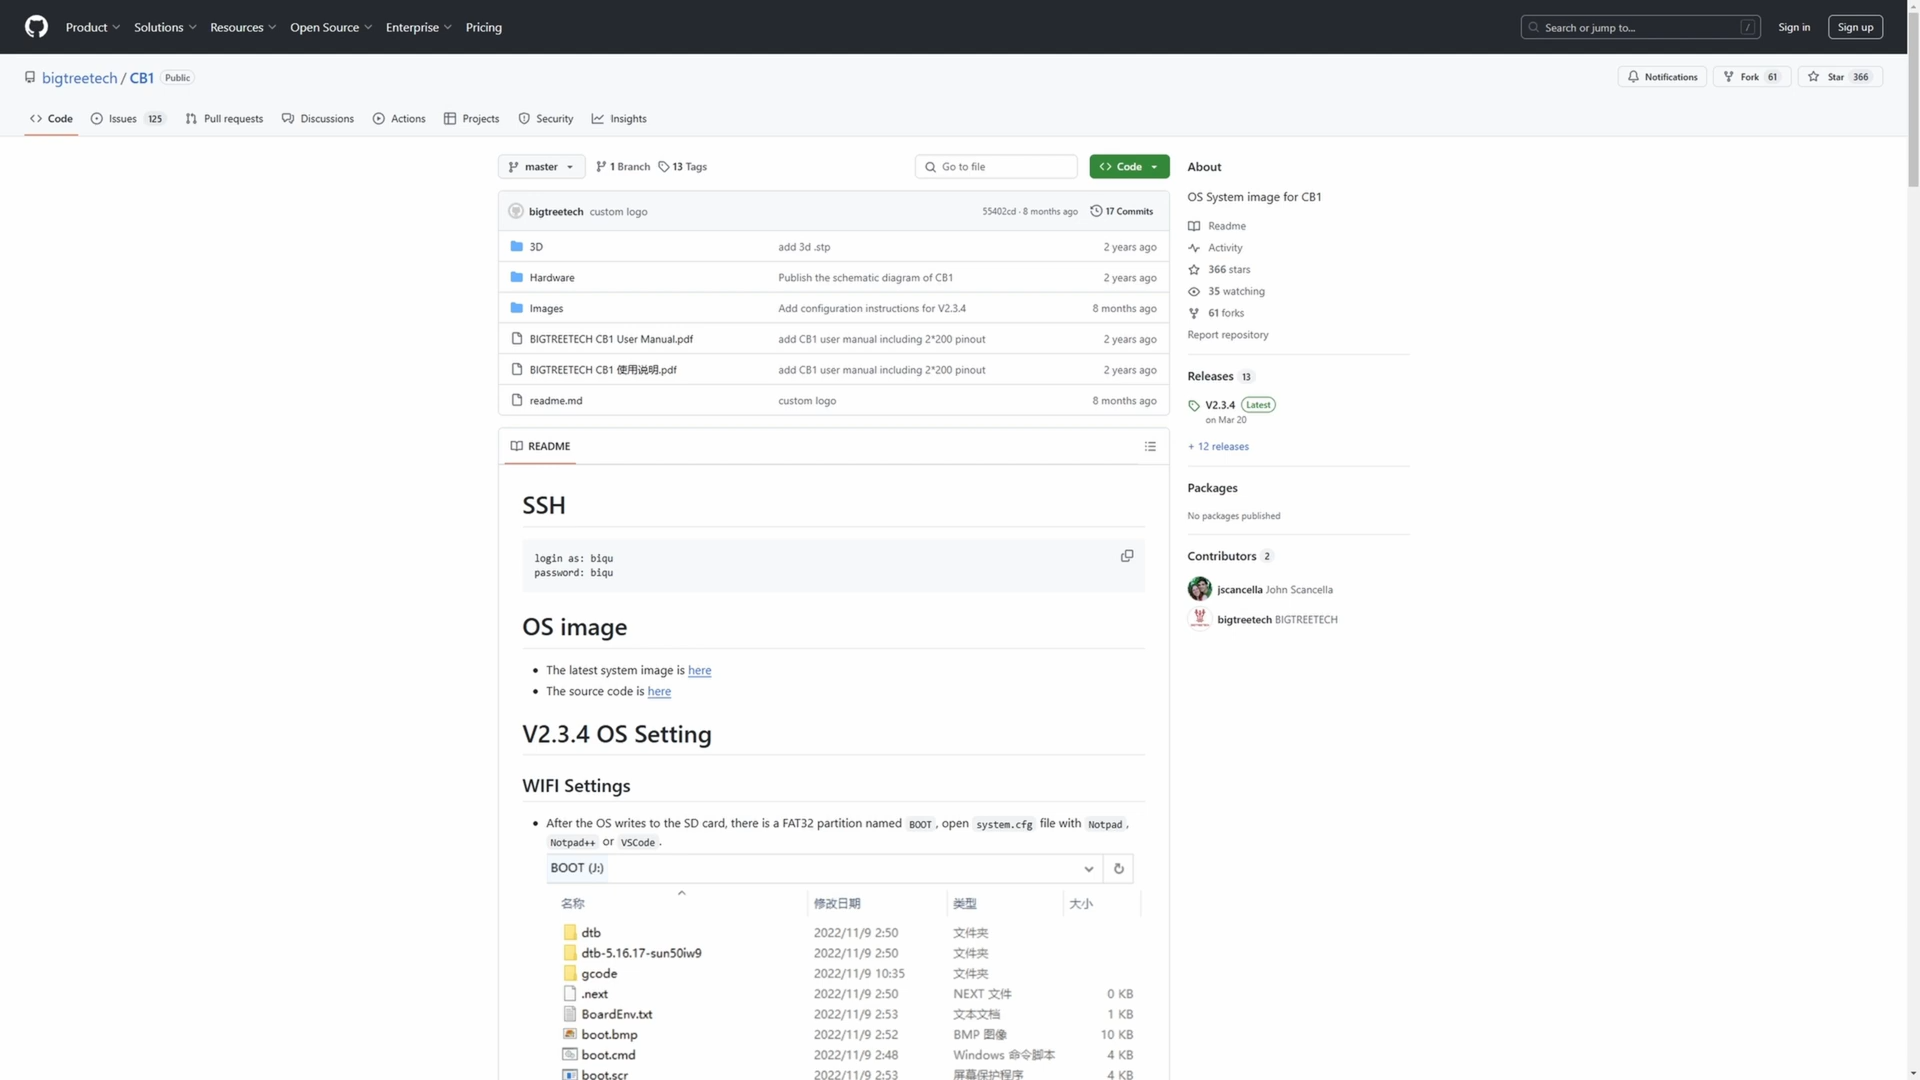 Product Solutions Resources Open Source Enterprise Pricing Search or jump to... / Sign in Sign up
bigtreetech / CB1 Public Notifications Fork 61 Star 366
Code Issues 125 Pull requests Discussions Actions Projects Security Insights
master 1 Branch 13 Tags Go to file Code
bigtreetech custom logo 55402cd · 8 months ago 17 Commits
3D add 3d .stp 2 years ago
Hardware Publish the schematic diagram of CB1 2 years ago
Images Add configuration instructions for V2.3.4 8 months ago
BIGTREETECH CB1 User Manual.pdf add CB1 user manual including 2*200 pinout 2 years ago
BIGTREETECH CB1 使用说明.pdf add CB1 user manual including 2*200 pinout 2 years ago
readme.md custom logo 8 months ago
README
SSH
login as: biqu
password: biqu
OS image
The latest system image is here
The source code is here
V2.3.4 OS Setting
WIFI Settings
After the OS writes to the SD card, there is a FAT32 partition named BOOT, open system.cfg file with Notpad,
Notpad++ or VSCode.
BOOT (J:)
名称 修改日期 类型 大小
dtb 2022/11/9 2:50 文件夹
dtb-5.16.17-sun50iw9 2022/11/9 2:50 文件夹
gcode 2022/11/9 10:35 文件夹
.next 2022/11/9 2:50 NEXT 文件 0 KB
BoardEnv.txt 2022/11/9 2:53 文本文档 1 KB
boot.bmp 2022/11/9 2:52 BMP 图像 10 KB
boot.cmd 2022/11/9 2:48 Windows 命令脚本 4 KB
boot.scr 2022/11/9 2:53 屏幕保护程序 4 KB
About
OS System image for CB1
Readme
Activity
366 stars
35 watching
61 forks
Report repository
Releases 13
V2.3.4 Latest
on Mar 20
+ 12 releases
Packages
No packages published
Contributors 2
jscancella John Scancella
bigtreetech BIGTREETECH